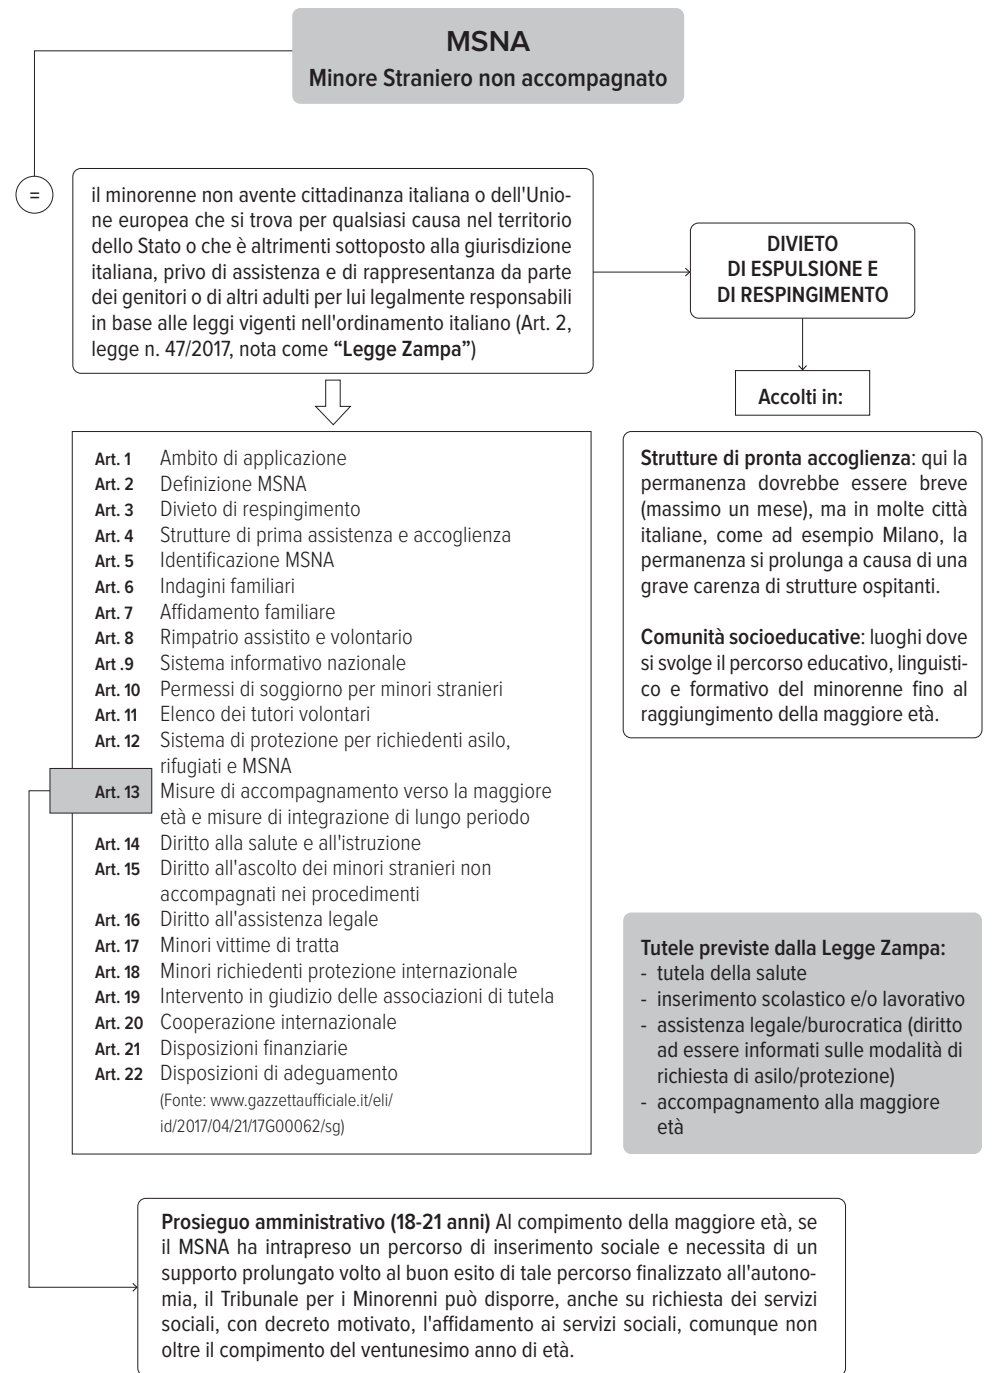 MSNA
Minore Straniero non accompagnato
=
il minorenne non avente cittadinanza italiana o dell'Unio-
ne europea che si trova per qualsiasi causa nel territorio
dello Stato o che è altrimenti sottoposto alla giurisdizione
italiana, privo di assistenza e di rappresentanza da parte
dei genitori o di altri adulti per lui legalmente responsabili
in base alle leggi vigenti nell'ordinamento italiano (Art. 2,
legge n. 47/2017, nota come “Legge Zampa”)
DIVIETO
DI ESPULSIONE E
DI RESPINGIMENTO
Accolti in:
Strutture di pronta accoglienza: qui la
permanenza dovrebbe essere breve
(massimo un mese), ma in molte città
italiane, come ad esempio Milano, la
permanenza si prolunga a causa di una
grave carenza di strutture ospitanti.
Comunità socioeducative: luoghi dove
si svolge il percorso educativo, linguisti-
co e formativo del minorenne fino al
raggiungimento della maggiore età.
Art. 1 Ambito di applicazione
Art. 2 Definizione MSNA
Art. 3 Divieto di respingimento
Art. 4 Strutture di prima assistenza e accoglienza
Art. 5 Identificazione MSNA
Art. 6 Indagini familiari
Art. 7 Affidamento familiare
Art. 8 Rimpatrio assistito e volontario
Art .9 Sistema informativo nazionale
Art. 10 Permessi di soggiorno per minori stranieri
Art. 11 Elenco dei tutori volontari
Art. 12 Sistema di protezione per richiedenti asilo,
rifugiati e MSNA
Art. 13 Misure di accompagnamento verso la maggiore
età e misure di integrazione di lungo periodo
Art. 14 Diritto alla salute e all'istruzione
Art. 15 Diritto all'ascolto dei minori stranieri non
accompagnati nei procedimenti
Art. 16 Diritto all'assistenza legale
Art. 17 Minori vittime di tratta
Art. 18 Minori richiedenti protezione internazionale
Art. 19 Intervento in giudizio delle associazioni di tutela
Art. 20 Cooperazione internazionale
Art. 21 Disposizioni finanziarie
Art. 22 Disposizioni di adeguamento
(Fonte: www.gazzettaufficiale.it/eli/
id/2017/04/21/17G00062/sg)
Tutele previste dalla Legge Zampa:
- tutela della salute
- inserimento scolastico e/o lavorativo
- assistenza legale/burocratica (diritto
ad essere informati sulle modalità di
richiesta di asilo/protezione)
- accompagnamento alla maggiore
età
Prosieguo amministrativo (18-21 anni) Al compimento della maggiore età, se
il MSNA ha intrapreso un percorso di inserimento sociale e necessita di un
supporto prolungato volto al buon esito di tale percorso finalizzato all'autono-
mia, il Tribunale per i Minorenni può disporre, anche su richiesta dei servizi
sociali, con decreto motivato, l'affidamento ai servizi sociali, comunque non
oltre il compimento del ventunesimo anno di età.